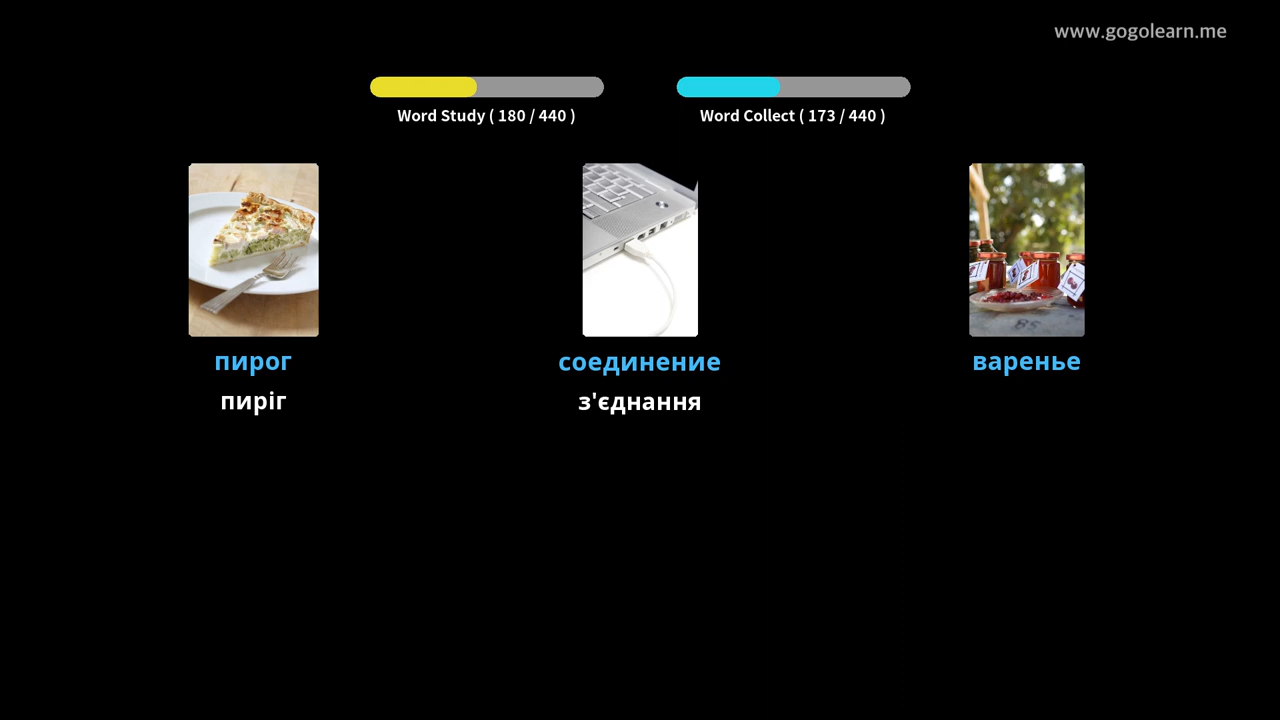 www.gogolearn.me
Word Study ( 180 / 440 )
Word Collect ( 173 / 440 )
пирог
соединение
варенье
пиріг
з'єднання